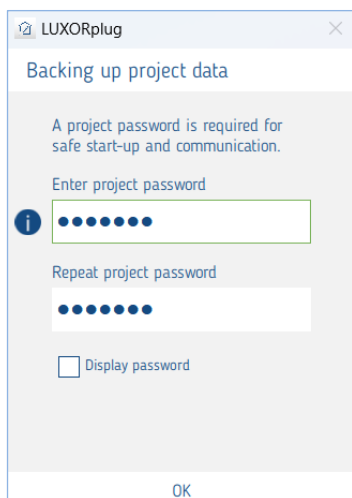 LUXORplug
Backing up project data
A project password is required for
safe start-up and communication.
Enter project password
i
●●●●●●●
Repeat project password
●●●●●●●
Display password
OK